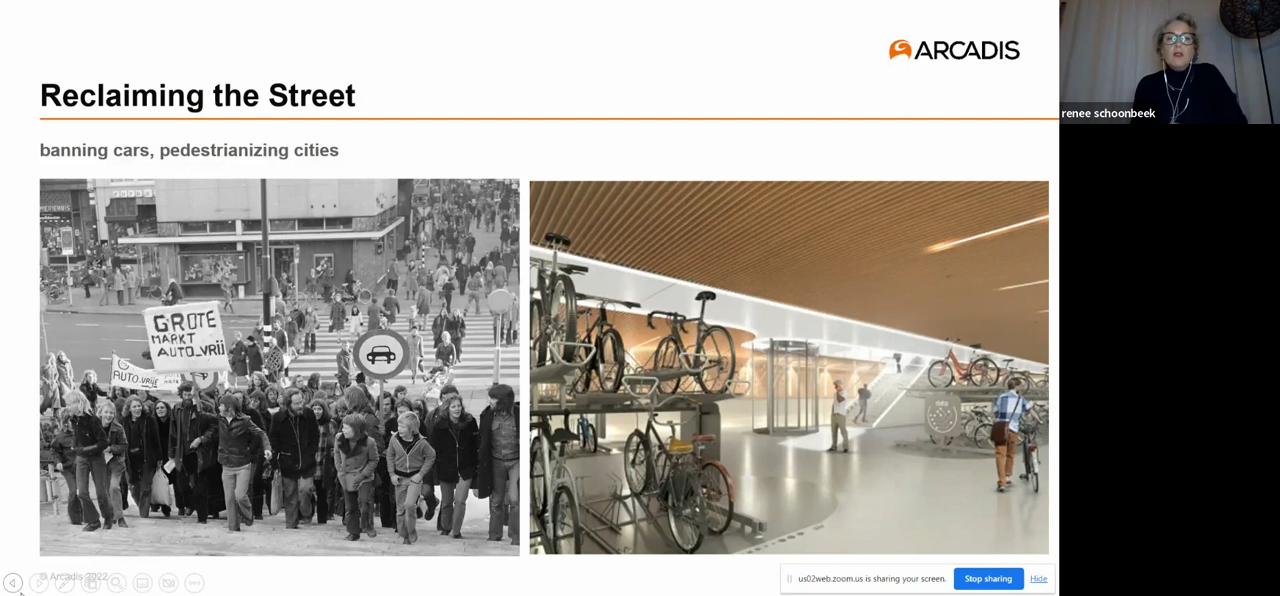 ARCADIS
Reclaiming the Street
banning cars, pedestrianizing cities
GROTE
MARKT
AUTO-VRIJ
AUTO-VRIJE
MARKT
© Arcadis 2022
us02web.zoom.us is sharing your screen.
Stop sharing
Hide
renee schoonbeek